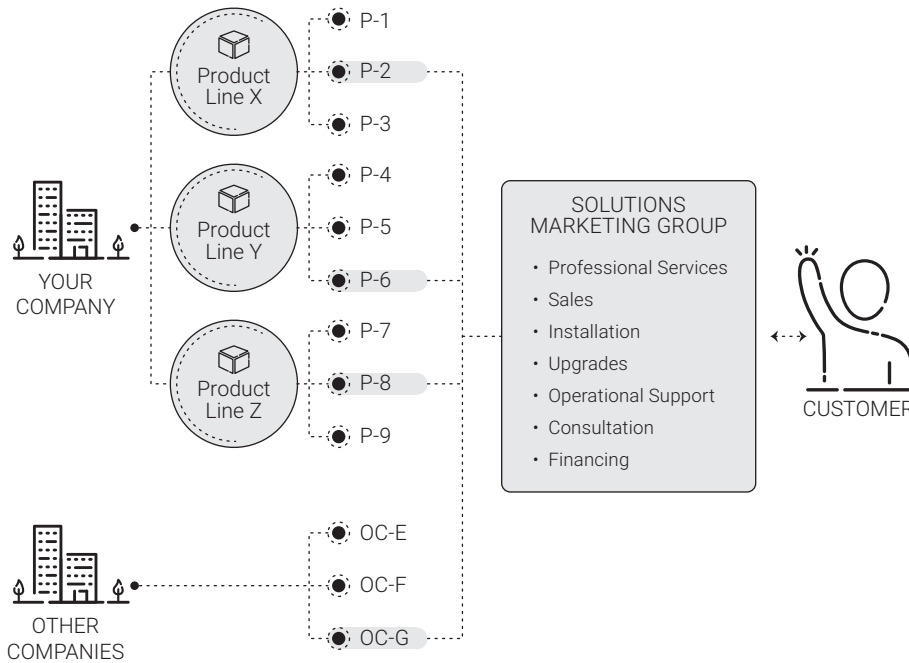 Product
Line X
P-1
P-2
P-3
YOUR
COMPANY
Product
Line Y
P-4
P-5
P-6
Product
Line Z
P-7
P-8
P-9
OTHER
COMPANIES
OC-E
OC-F
OC-G
SOLUTIONS
MARKETING GROUP
• Professional Services
• Sales
• Installation
• Upgrades
• Operational Support
• Consultation
• Financing
CUSTOMER